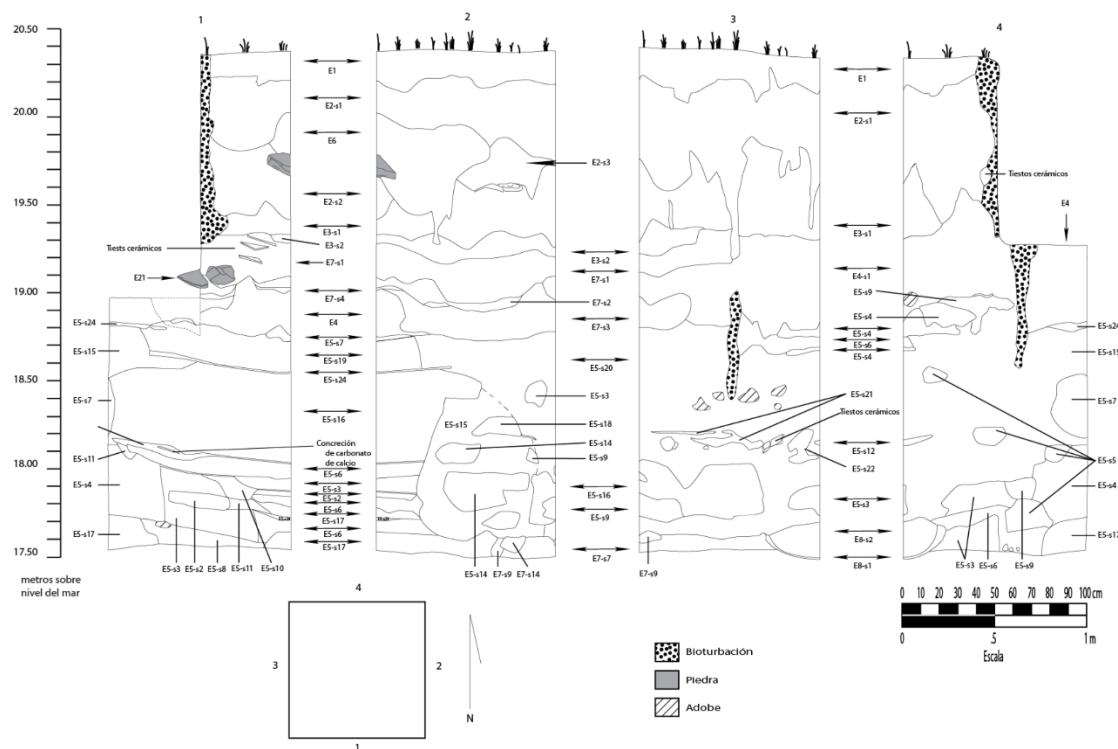 1
2
3
4
20.50
20.00
19.50
19.00
18.50
18.00
17.50
metros sobre
nivel del mar
Tiests cerámicos
E21
E5-s24
E5-s15
E5-s7
E5-s11
E5-s4
E5-s17
E3-s2
E7-s1
Concreción
de carbonato
de calcio
E5-s3
E5-s2
E5-s8
E5-s11
E5-s10
E1
E2-s1
E6
E2-s2
E3-s1
E7-s4
E4
E5-s7
E5-s19
E5-s24
E5-s16
E5-s6
E5-s3
E5-s2
E5-s6
E5-s17
E5-s6
E5-s17
E2-s3
E3-s2
E7-s1
E7-s2
E7-s3
E5-s20
E5-s3
E5-s15
E5-s18
E5-s14
E5-s9
E5-s16
E5-s9
E7-s7
E5-s14
E7-s9
E7-s14
E7-s9
E5-s21
Tiestos cerámicos
E5-s12
E5-s22
E5-s3
E8-s2
E8-s1
E1
E2-s1
E3-s1
E4-s1
E5-s9
E5-s4
E5-s4
E5-s6
E5-s4
Tiestos cerámicos
E4
E5-s24
E5-s15
E5-s7
E5-s5
E5-s4
E5-s17
E5-s3
E5-s6
E5-s9
0 10 20 30 40 50 60 70 80 90 100 cm
0 .5 1 m
Escala
4
3
2
1
N
Bioturbación
Piedra
Adobe